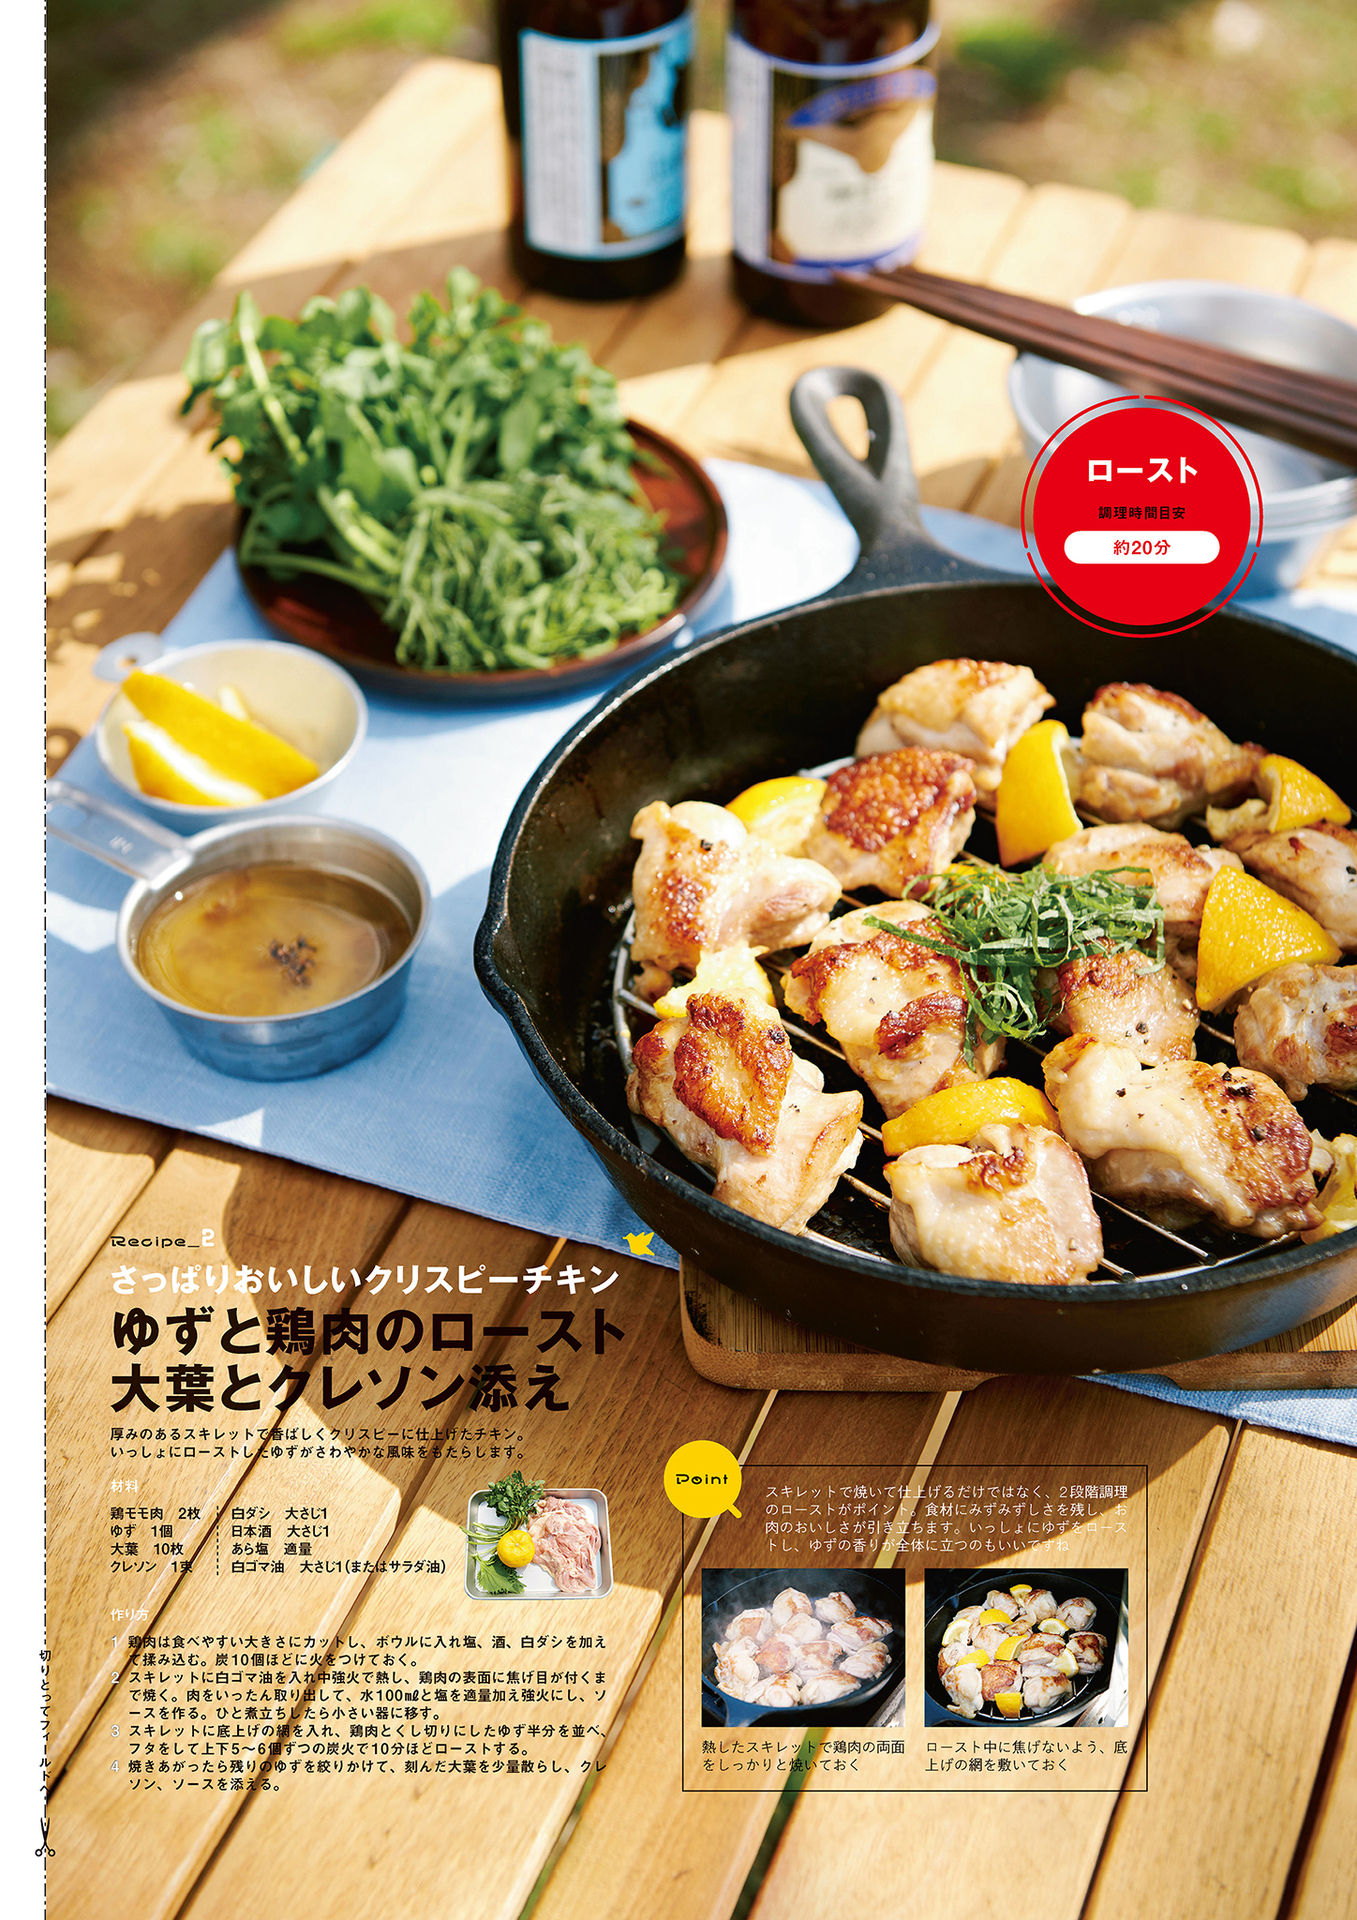 ロースト
調理時間目安
約20分
Recipe_2
さっぱりおいしいクリスピーチキン
ゆずと鶏肉のロースト
大葉とクレソン添え
厚みのあるスキレットで香ばしくクリスピーに仕上げたチキン。
いっしょにローストしたゆずがさわやかな風味をもたらします。
材料
鶏モモ肉 2枚
ゆず 1個
大葉 10枚
クレソン 1束
白ダシ 大さじ1
日本酒 大さじ1
あら塩 適量
白ゴマ油 大さじ1(またはサラダ油)
作り方
1 鶏肉は食べやすい大きさにカットし、ボウルに入れ塩、酒、白ダシを加え
て揉み込む。炭10個ほどに火をつけておく。
2 スキレットに白ゴマ油を入れ中強火で熱し、鶏肉の表面に焦げ目が付くま
で焼く。肉をいったん取り出して、水100㎖と塩を適量加え強火にし、ソ
ースを作る。ひと煮立ちしたら小さい器に移す。
3 スキレットに底上げの網を入れ、鶏肉とくし切りにしたゆず半分を並べ、
フタをして上下5〜6個ずつの炭火で10分ほどローストする。
4 焼きあがったら残りのゆずを絞りかけて、刻んだ大葉を少量散らし、クレ
ソン、ソースを添える。
Point
スキレットで焼いて仕上げるだけではなく、2段階調理
のローストがポイント。食材にみずみずしさを残し、お
肉のおいしさが引き立ちます。いっしょにゆずをロース
トし、ゆずの香りが全体に立つのもいいですね
熱したスキレットで鶏肉の両面
をしっかりと焼いておく
ロースト中に焦げないよう、底
上げの網を敷いておく
切りとってフィールドへ